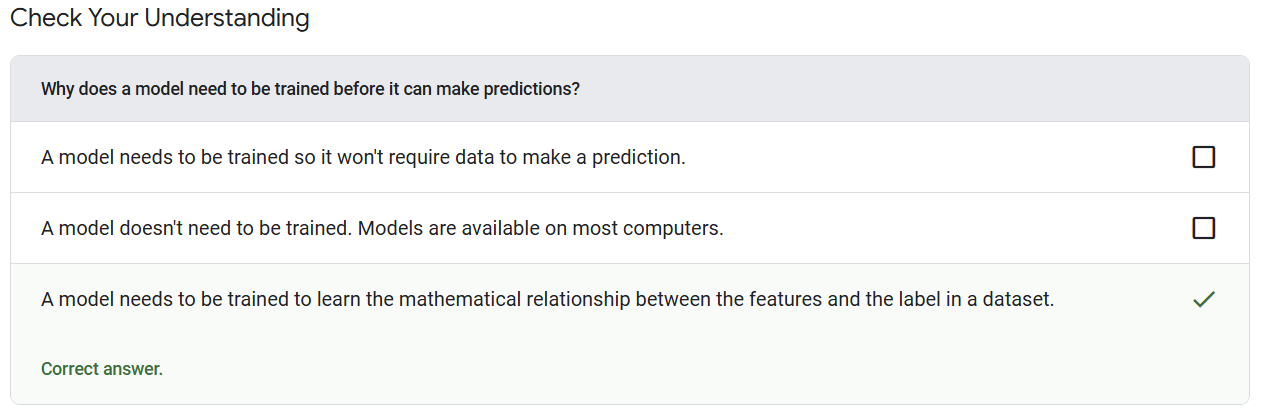 Check Your Understanding
Why does a model need to be trained before it can make predictions?
A model needs to be trained so it won't require data to make a prediction.
A model doesn't need to be trained. Models are available on most computers.
A model needs to be trained to learn the mathematical relationship between the features and the label in a dataset.
Correct answer.